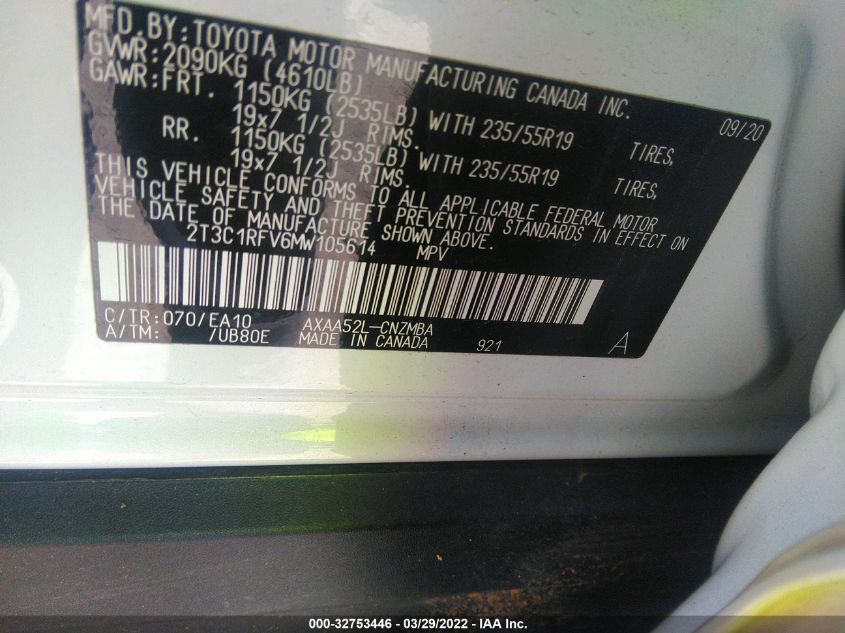 MFD.BY:TOYOTA MOTOR MANUFACTURING CANADA INC. 09/20
GVWR:2090KG (4610LB)
GAWR:FRT. 1150KG (2535LB) WITH 235/55R19 TIRES,
19x7 1/2J RIMS.
RR. 1150KG (2535LB) WITH 235/55R19 TIRES,
19x7 1/2J RIMS.
THIS VEHICLE CONFORMS TO ALL APPLICABLE FEDERAL MOTOR
VEHICLE SAFETY AND THEFT PREVENTION STANDARDS IN EFFECT ON
THE DATE OF MANUFACTURE SHOWN ABOVE.
2T3C1RFV6MW105614 MPV
C/TR:070/EA10 AXAA52L-CNZMBA
A/TM: /UB80E MADE IN CANADA 921 A
000-32753446 - 03/29/2022 - IAA Inc.